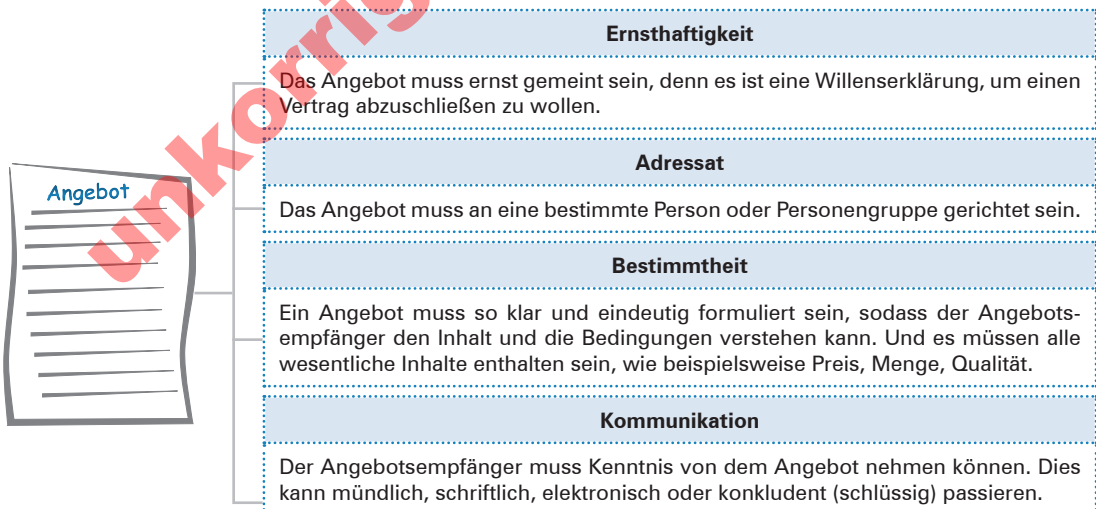 Ernsthaftigkeit
Das Angebot muss ernst gemeint sein, denn es ist eine Willenserklärung, um einen
Vertrag abzuschließen zu wollen.
Adressat
Das Angebot muss an eine bestimmte Person oder Personengruppe gerichtet sein.
Bestimmtheit
Ein Angebot muss so klar und eindeutig formuliert sein, sodass der Angebots-
empfänger den Inhalt und die Bedingungen verstehen kann. Und es müssen alle
wesentliche Inhalte enthalten sein, wie beispielsweise Preis, Menge, Qualität.
Kommunikation
Der Angebotsempfänger muss Kenntnis von dem Angebot nehmen können. Dies
kann mündlich, schriftlich, elektronisch oder konkludent (schlüssig) passieren.
Angebot
unkorrig